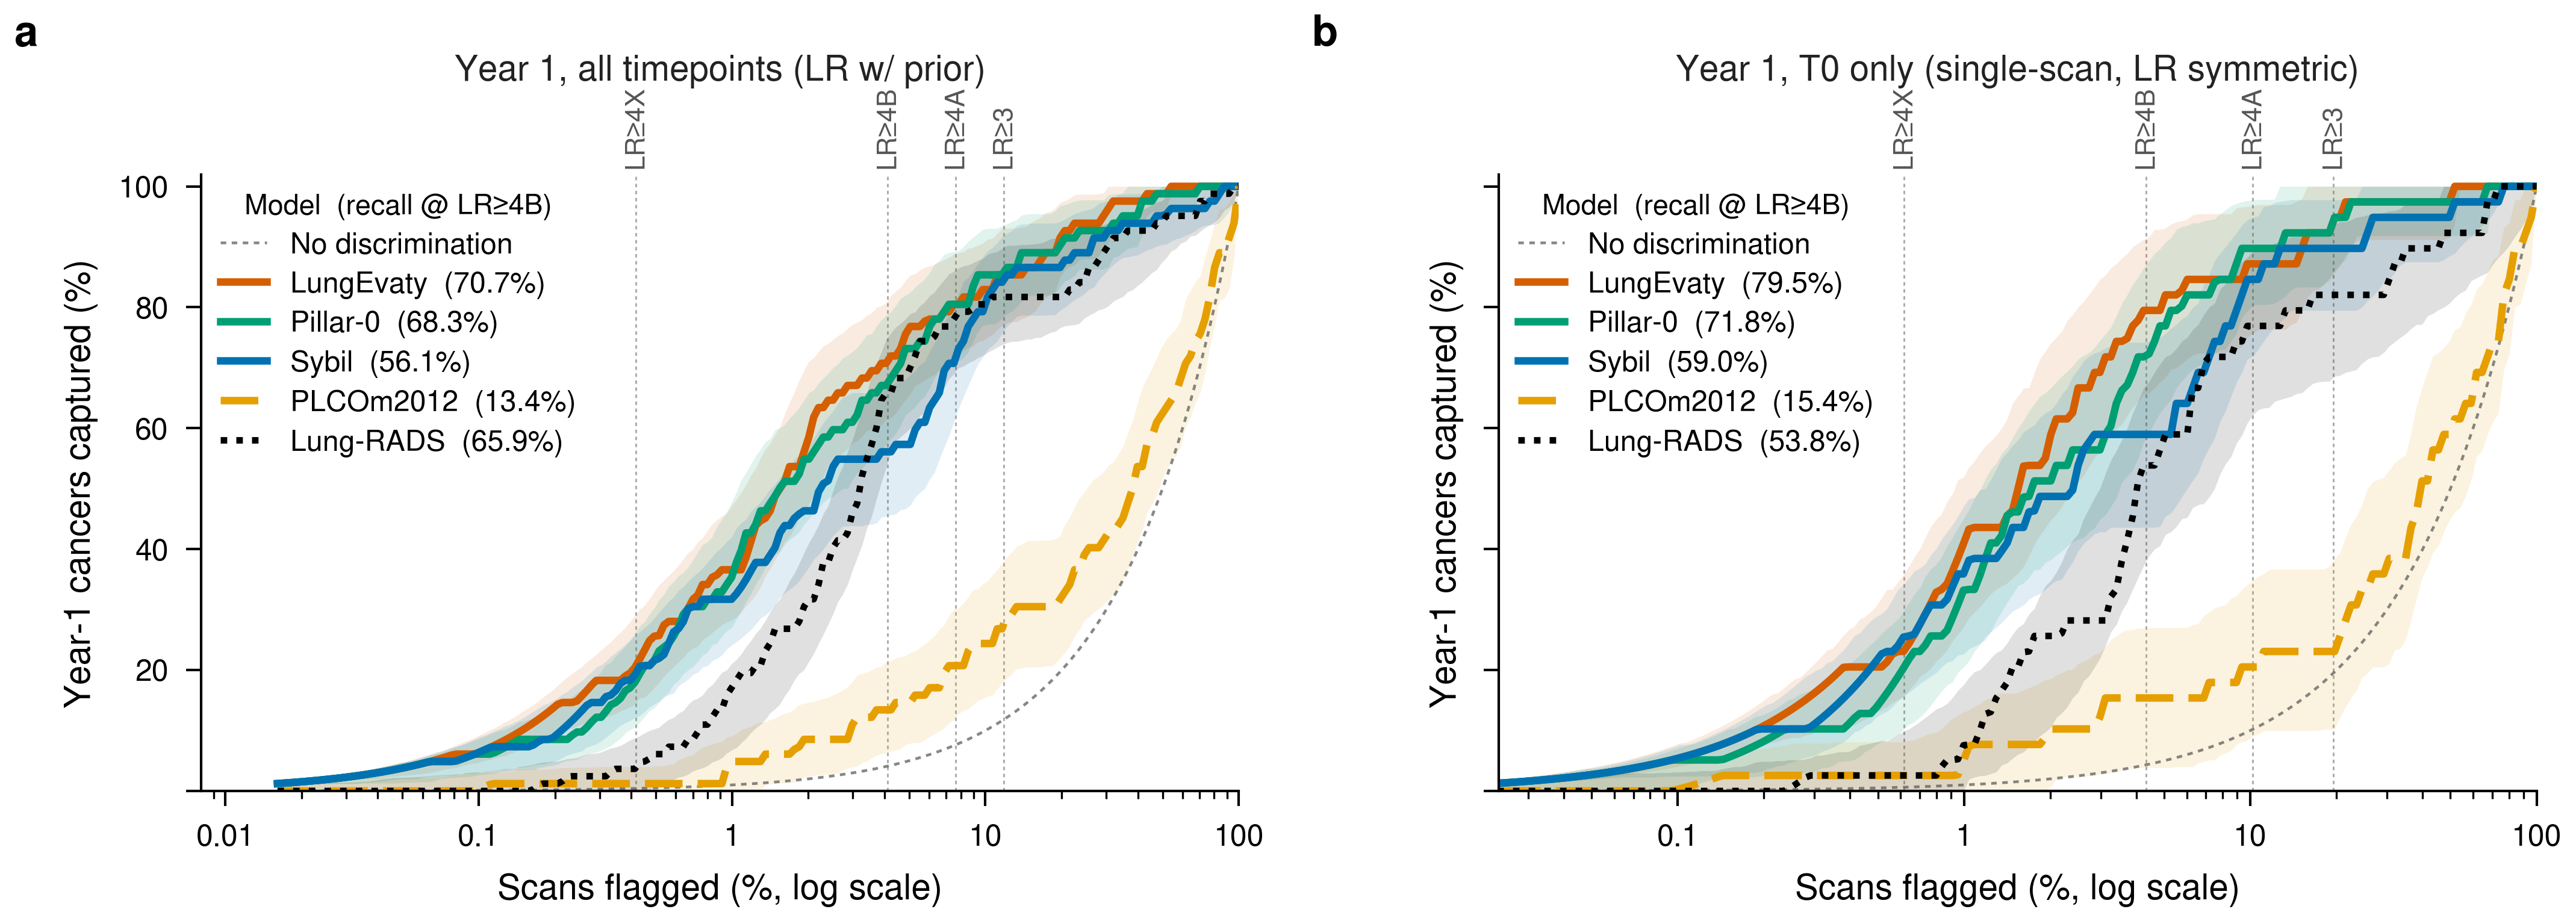 a
Year 1, all timepoints (LR w/ prior)
LR≥4X
LR≥4B
LR≥4A
LR≥3
Year-1 cancers captured (%)
100
80
60
40
20
Model (recall @ LR≥4B)
No discrimination
LungEvaty (70.7%)
Pillar-0 (68.3%)
Sybil (56.1%)
PLCOm2012 (13.4%)
Lung-RADS (65.9%)
0.01
0.1
1
10
100
Scans flagged (%, log scale)
b
Year 1, T0 only (single-scan, LR symmetric)
LR≥4X
LR≥4B
LR≥4A
LR≥3
Year-1 cancers captured (%)
Model (recall @ LR≥4B)
No discrimination
LungEvaty (79.5%)
Pillar-0 (71.8%)
Sybil (59.0%)
PLCOm2012 (15.4%)
Lung-RADS (53.8%)
0.1
1
10
100
Scans flagged (%, log scale)